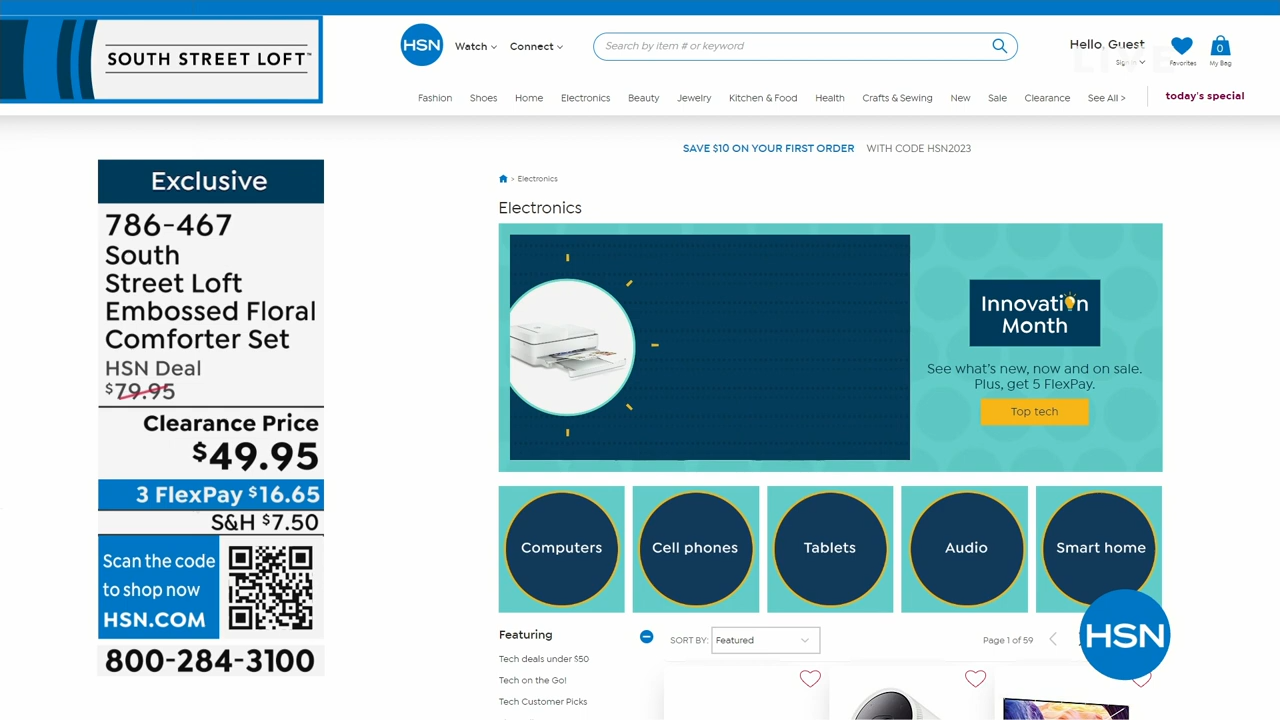 SOUTH STREET LOFT™
HSN
Watch
Connect
Search by item # or keyword
Hello, Guest
Sign in
Favorites
0
My Bag
LIVE
Fashion
Shoes
Home
Electronics
Beauty
Jewelry
Kitchen & Food
Health
Crafts & Sewing
New
Sale
Clearance
See All >
today's special
SAVE $10 ON YOUR FIRST ORDER WITH CODE HSN2023
> Electronics
Electronics
Exclusive
786-467
South
Street Loft
Embossed Floral
Comforter Set
HSN Deal
$79.95
Clearance Price
$49.95
3 FlexPay $16.65
S&H $7.50
Scan the code
to shop now
HSN.COM
800-284-3100
Innovation
Month
See what's new, now and on sale.
Plus, get 5 FlexPay.
Top tech
Computers
Cell phones
Tablets
Audio
Smart home
Featuring
Tech deals under $50
Tech on the Go!
Tech Customer Picks
SORT BY:
Featured
Page 1 of 59
HSN